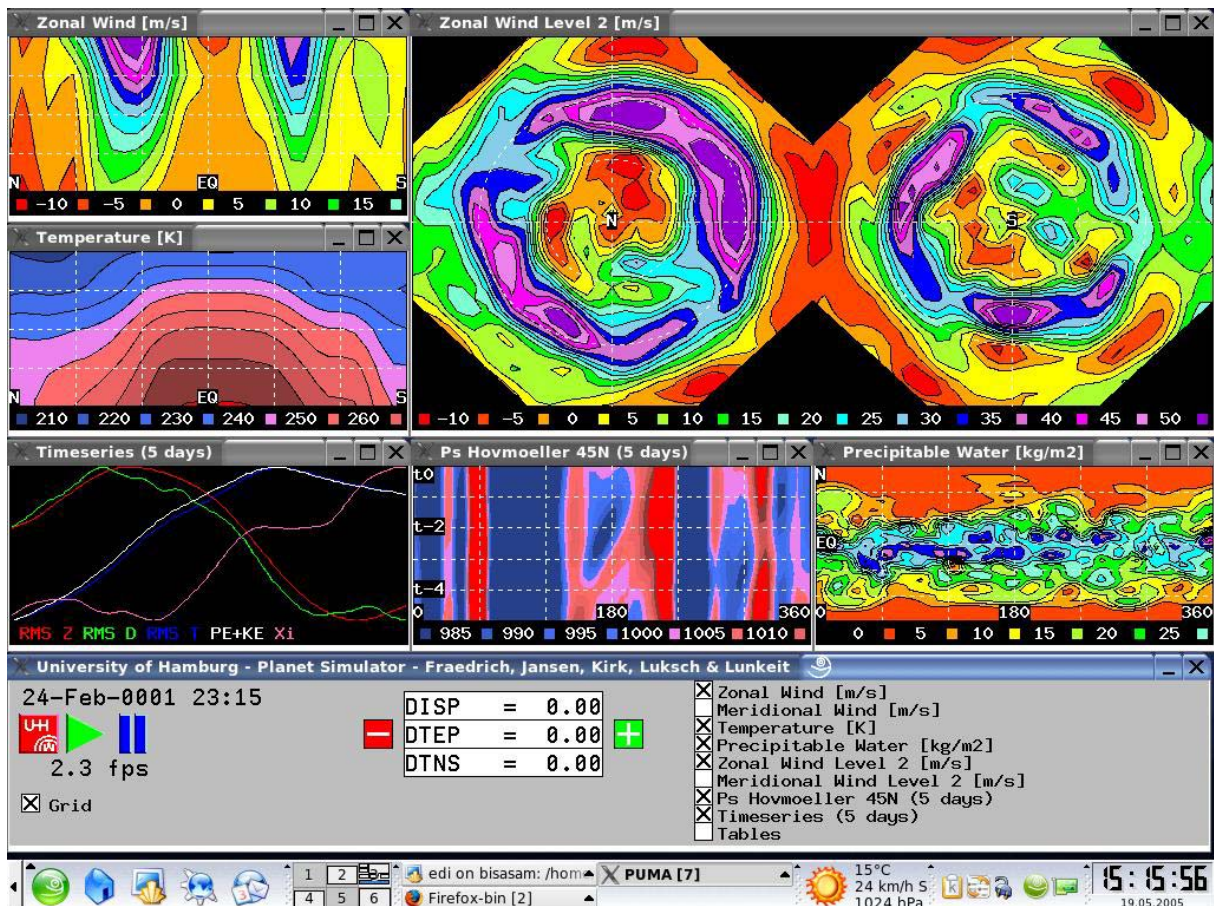 Zonal Wind [m/s]
N EQ S
-10 -5 0 5 10 15
Zonal Wind Level 2 [m/s]
N S
-10 -5 0 5 10 15 20 25 30 35 40 45 50
Temperature [K]
N EQ S
210 220 230 240 250 260
Timeseries (5 days)
RMS Z RMS D RMS T PE+KE Xi
Ps Hovmoeller 45N (5 days)
t0
t-2
t-4
0 180 360
985 990 995 1000 1005 1010
Precipitable Water [kg/m2]
N
EQ
0 180 360
0 5 10 15 20 25
University of Hamburg - Planet Simulator - Fraedrich, Jansen, Kirk, Luksch & Lunkeit
24-Feb-0001 23:15
UH
2.3 fps
Grid
DISP = 0.00
DTEP = 0.00
DTNS = 0.00
Zonal Wind [m/s]
Meridional Wind [m/s]
Temperature [K]
Precipitable Water [kg/m2]
Zonal Wind Level 2 [m/s]
Meridional Wind Level 2 [m/s]
Ps Hovmoeller 45N (5 days)
Timeseries (5 days)
Tables
1 2
4 5 6
edi on bisasam: /hom
Firefox-bin [2]
PUMA [7]
15°C
24 km/h S
1024 hPa
15:15:56
19.05.2005